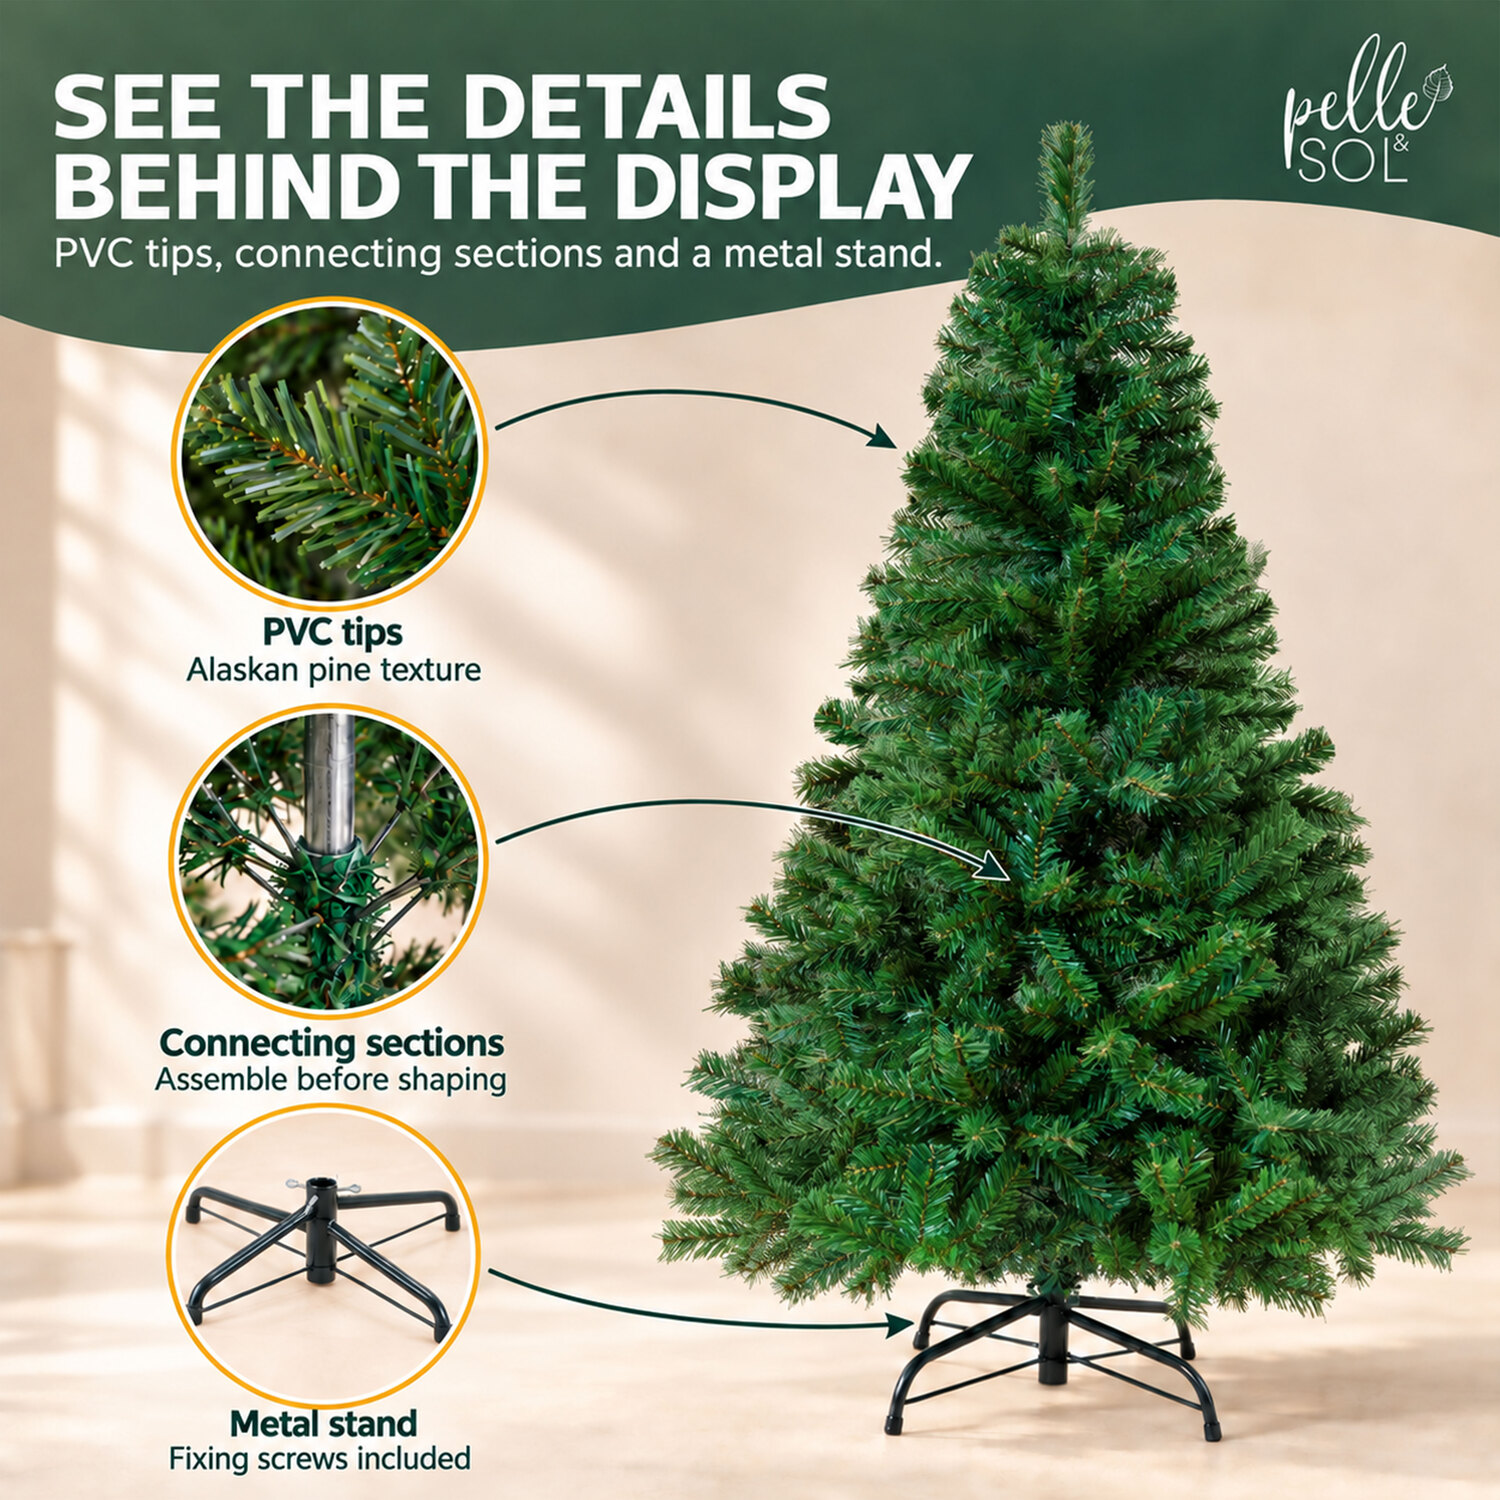 SEE THE DETAILS
BEHIND THE DISPLAY
PVC tips, connecting sections and a metal stand.
pelle
& SOL
PVC tips
Alaskan pine texture
Connecting sections
Assemble before shaping
Metal stand
Fixing screws included